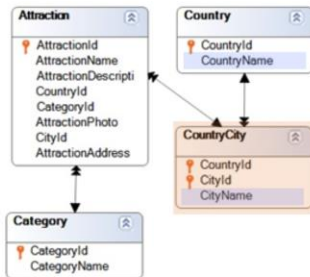 Attraction
AttractionId
AttractionName
AttractionDescripti
CountryId
CategoryId
AttractionPhoto
CityId
AttractionAddress
Country
CountryId
CountryName
CountryCity
CountryId
CityId
CityName
Category
CategoryId
CategoryName